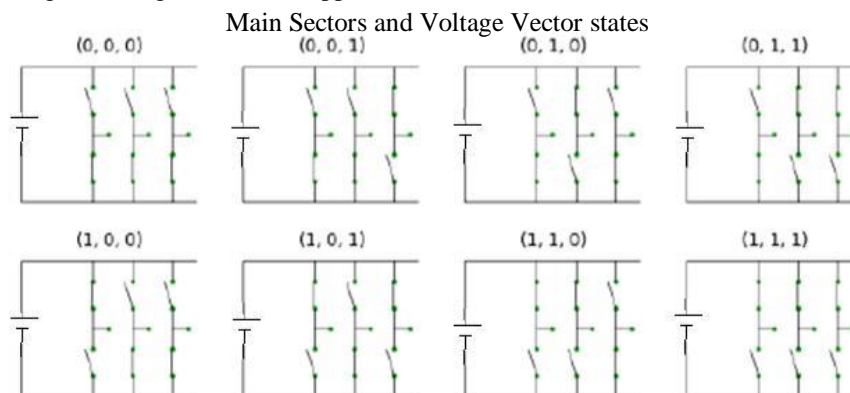 Main Sectors and Voltage Vector states
(0, 0, 0) (0, 0, 1) (0, 1, 0) (0, 1, 1)
(1, 0, 0) (1, 0, 1) (1, 1, 0) (1, 1, 1)